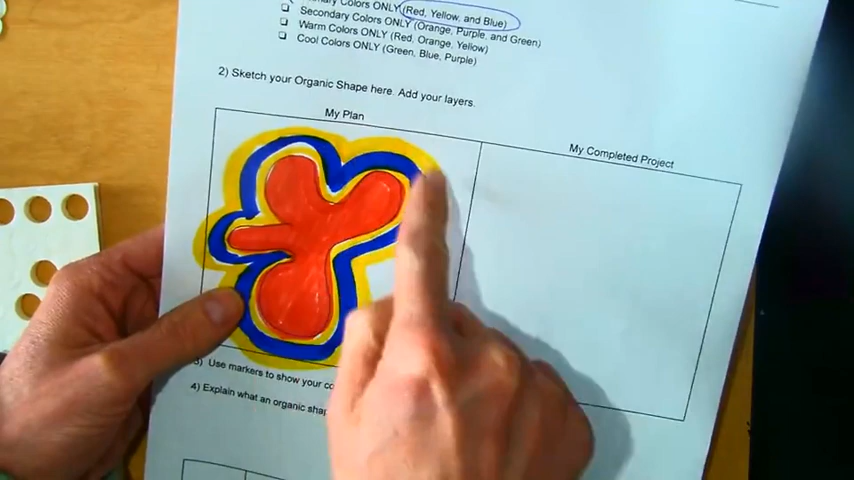 Colors ONLY (Red, Yellow, and Blue)
Secondary Colors ONLY (Orange, Purple, and Green)
Warm Colors ONLY (Red, Orange, Yellow)
Cool Colors ONLY (Green, Blue, Purple)
2) Sketch your Organic Shape here. Add your layers.
My Plan
My Completed Project
Use markers to show your
4) Explain what an organic